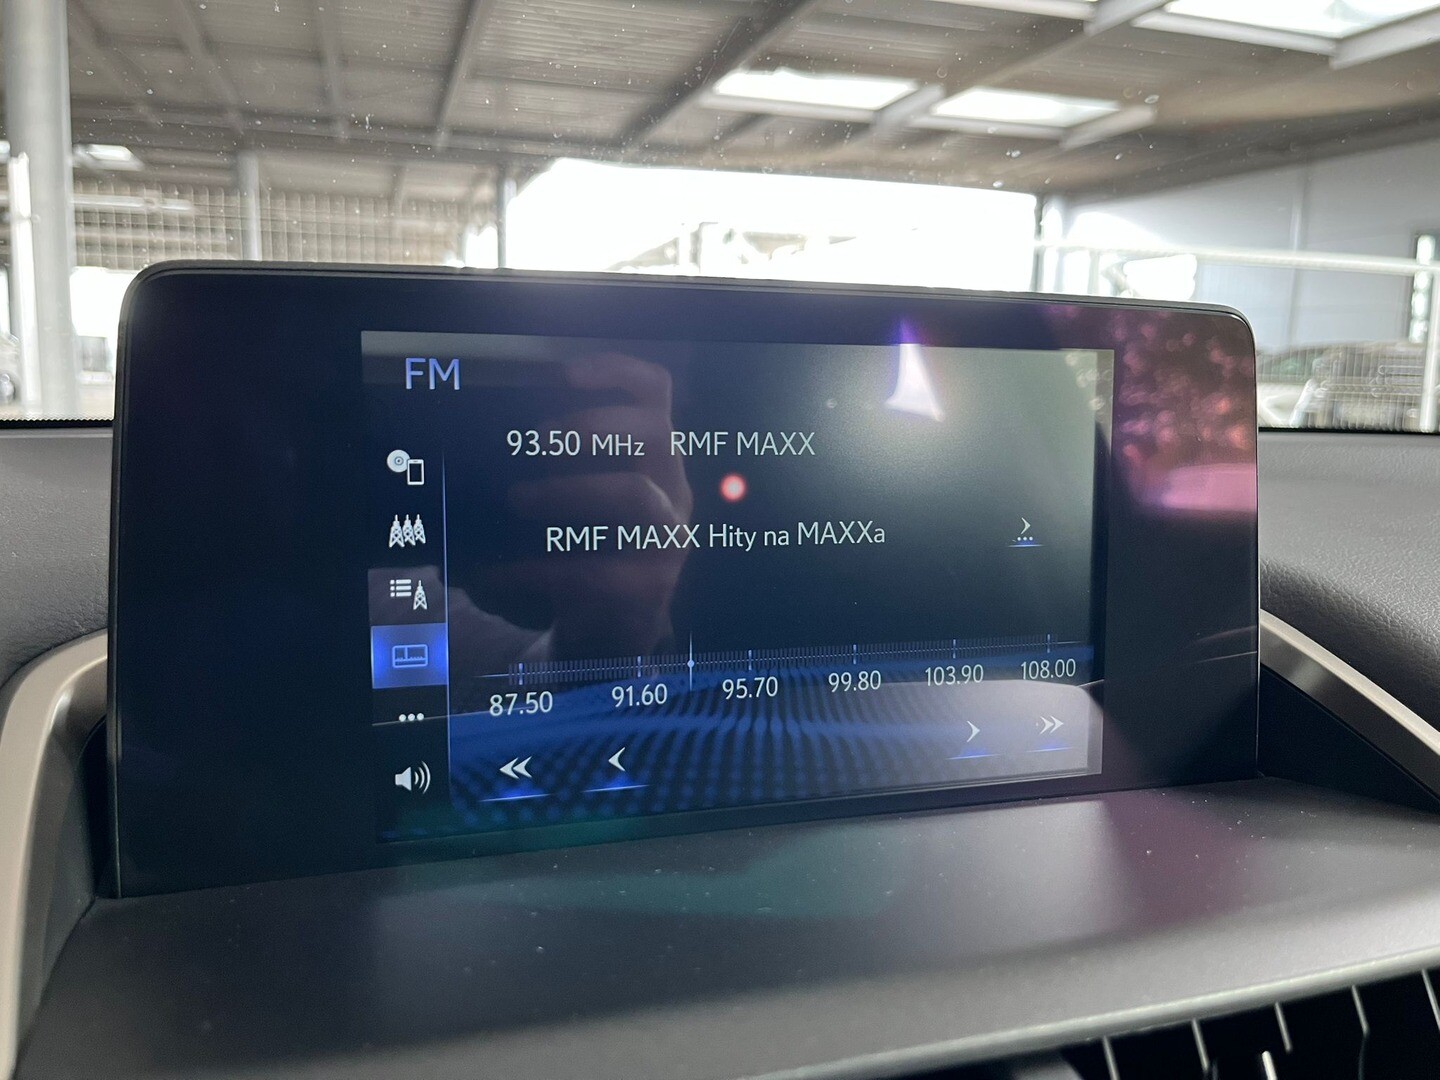 FM
93.50 MHz RMF MAXX
RMF MAXX Hity na MAXXa
87.50 91.60 95.70 99.80 103.90 108.00